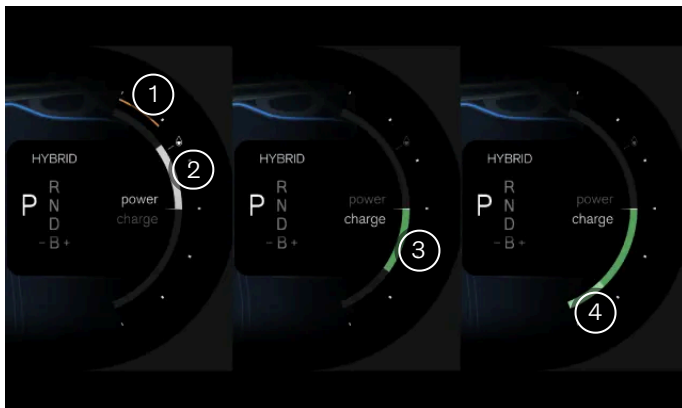 1
2
HYBRID
P
R
N
D
- B +
power
charge
HYBRID
P
R
N
D
- B +
power
charge
3
HYBRID
P
R
N
D
- B +
power
charge
4